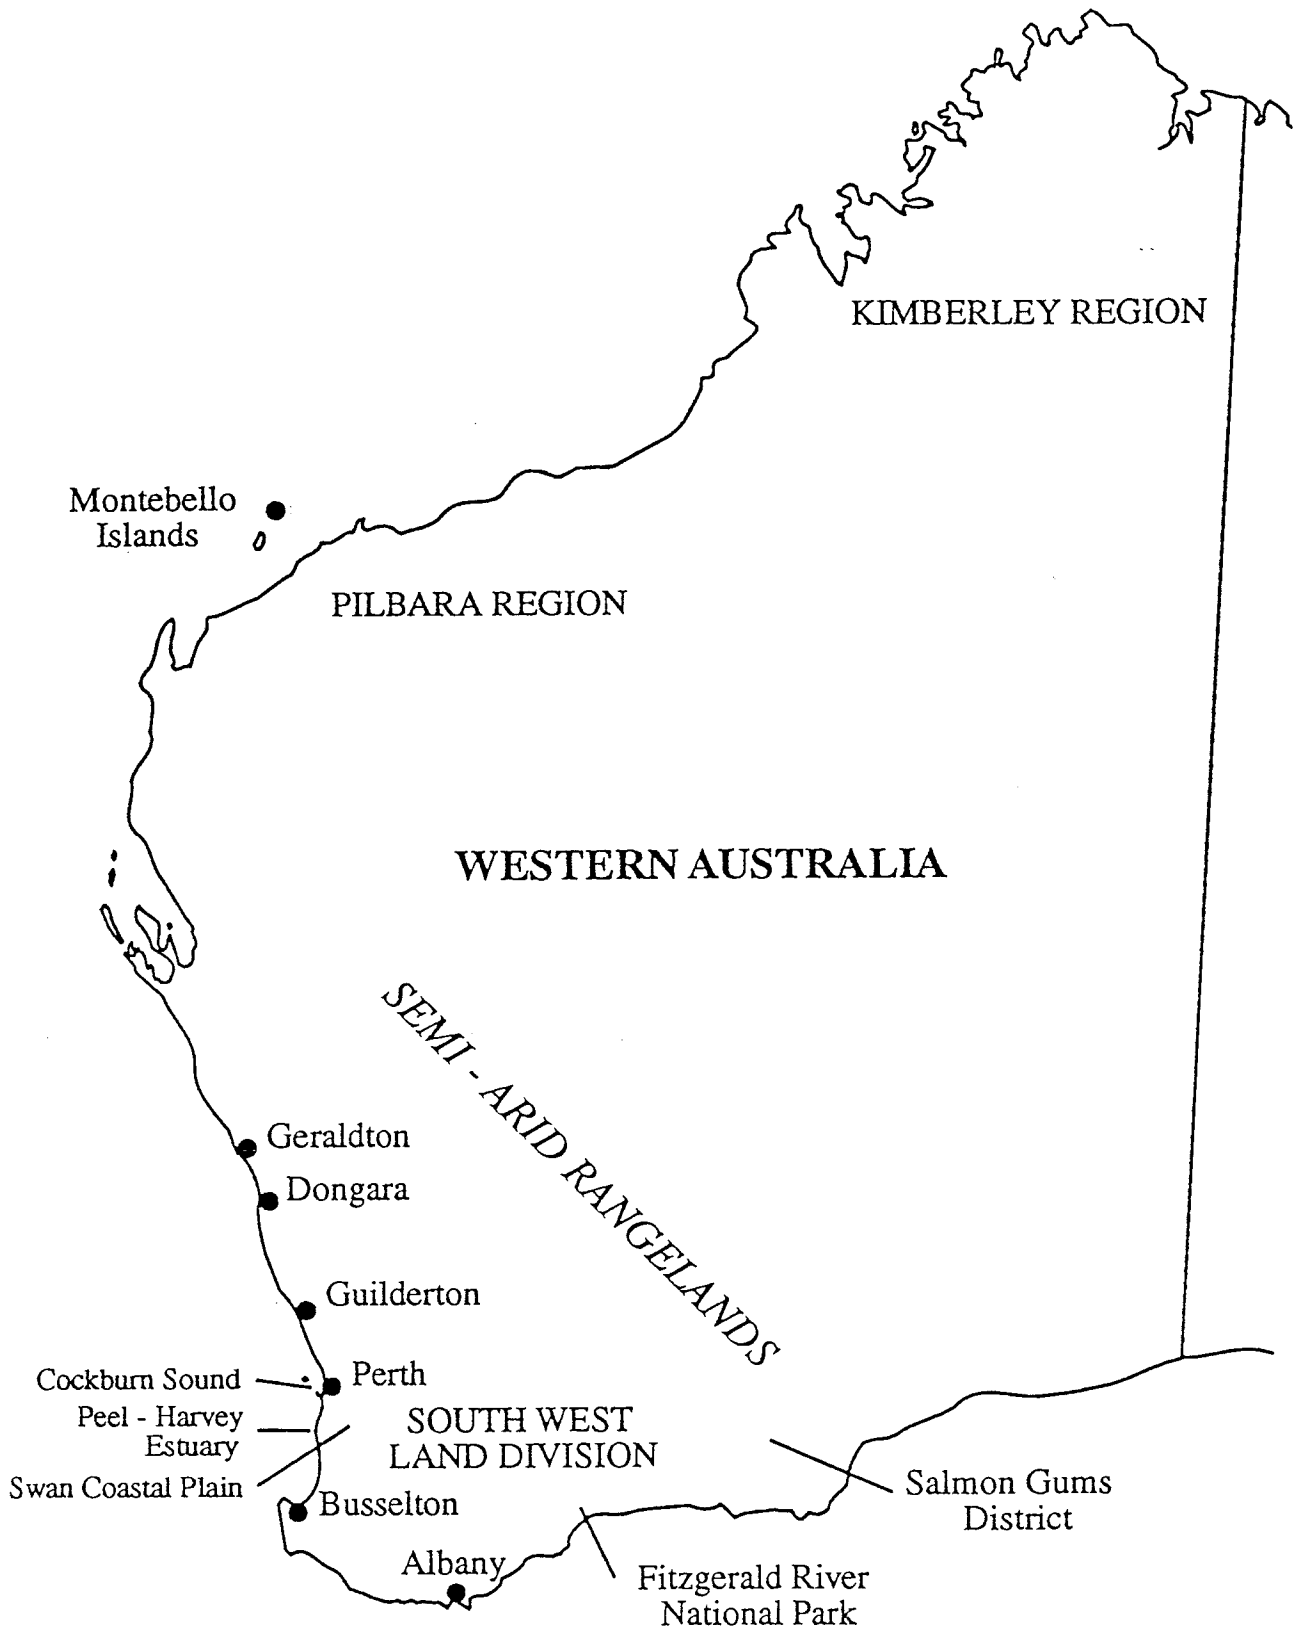 KIMBERLEY REGION
Montebello
Islands
PILBARA REGION
WESTERN AUSTRALIA
SEMI - ARID RANGELANDS
Geraldton
Dongara
Guilderton
Perth
Cockburn Sound
Peel - Harvey
Estuary
Swan Coastal Plain
SOUTH WEST
LAND DIVISION
Salmon Gums
District
Busselton
Albany
Fitzgerald River
National Park